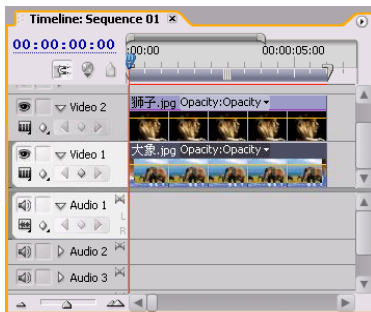 Timeline: Sequence 01 ×
00:00:00:00
:00:00
00:00:05:00
Video 2
狮子.jpg Opacity:Opacity
Video 1
大象.jpg Opacity:Opacity
Audio 1
L
R
Audio 2
Audio 3